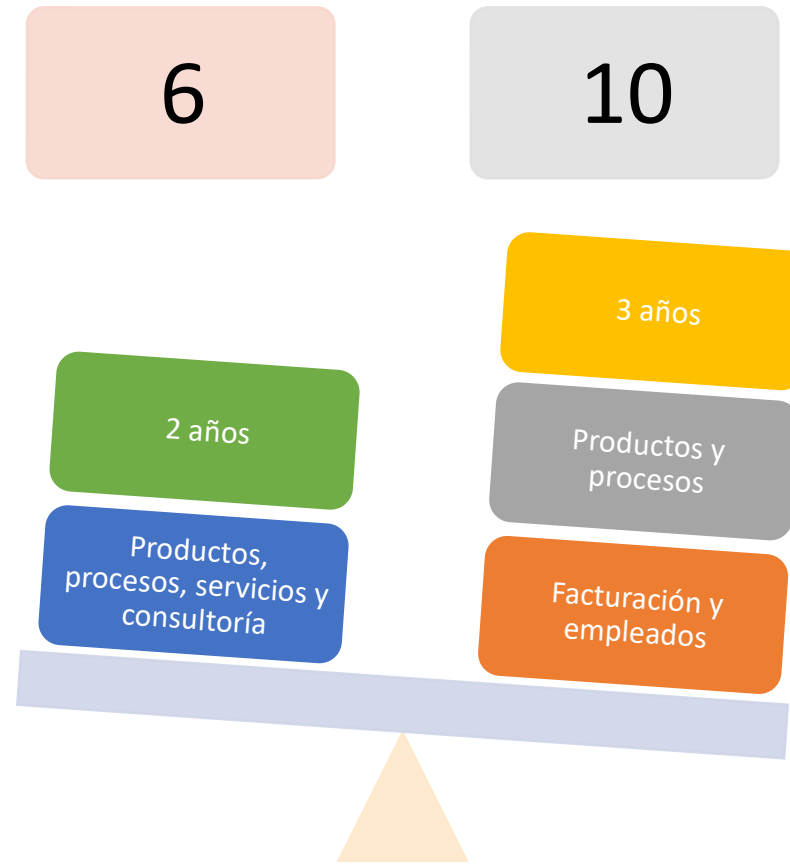 6
10
2 años
Productos,
procesos, servicios y
consultoría
3 años
Productos y
procesos
Facturación y
empleados